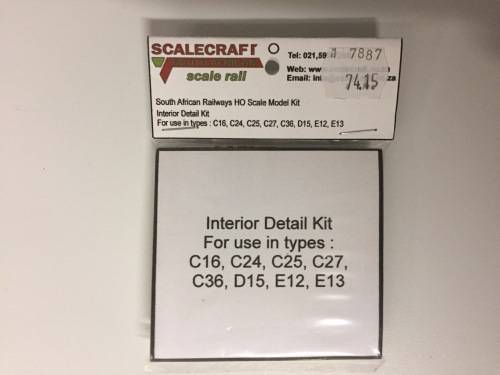 SCALECRAFT
scale rail
Tel: 021,59
7887
Web:
Email:
74.15
za
South African Railways HO Scale Model Kit
Interior Detail Kit
For use in types : C16, C24, C25, C27, C36, D15, E12, E13
Interior Detail Kit
For use in types :
C16, C24, C25, C27,
C36, D15, E12, E13